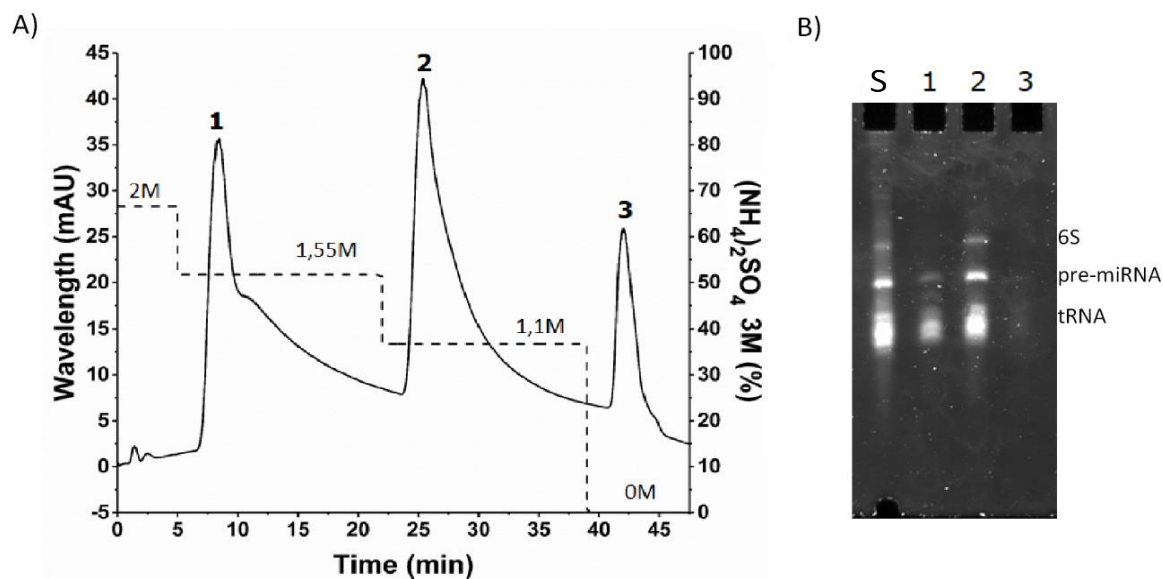 A)
45
40
35
30
25
20
15
10
5
0
-5
Wavelength (mAU)
2M
1
1,55M
2
1,1M
3
0M
100
90
80
70
60
50
40
30
20
10
0
(NH4)2SO4 3M (%)
0 5 10 15 20 25 30 35 40 45
Time (min)
B)
S 1 2 3
6S
pre-miRNA
tRNA